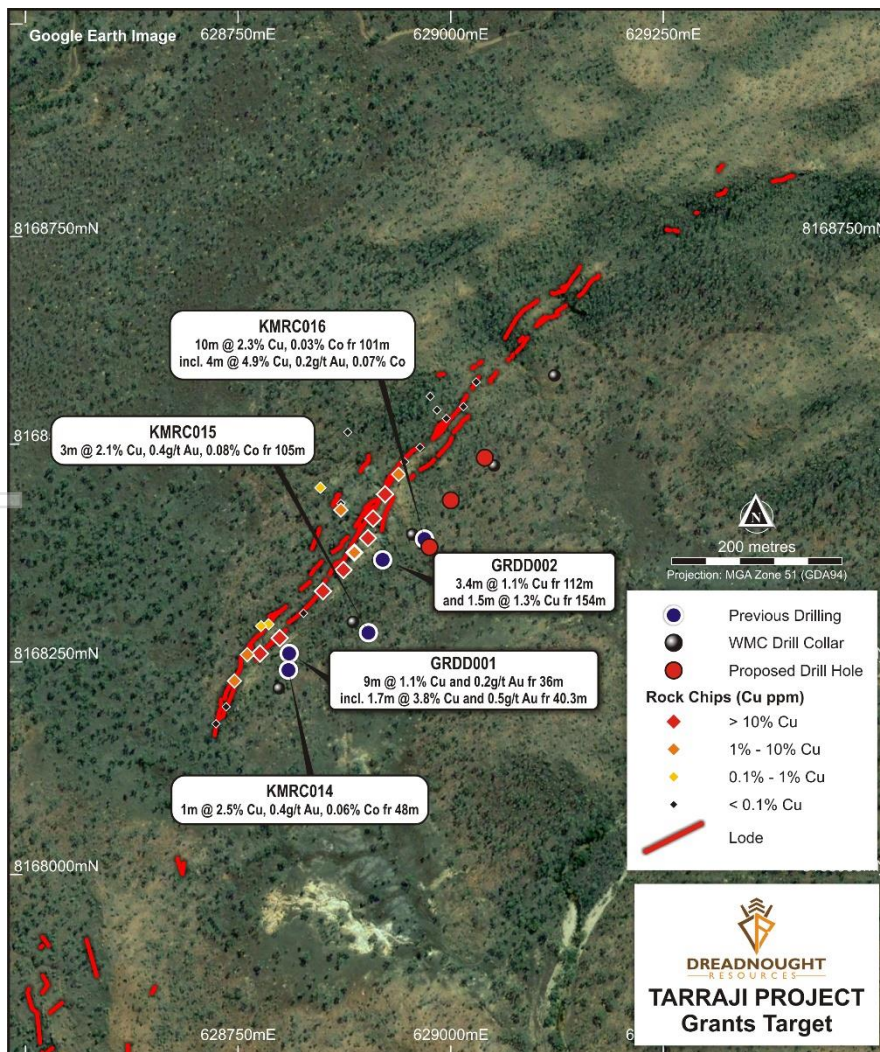 Google Earth Image
628750mE
629000mE
629250mE
8168750mN
8168750mN
KMRC016
10m @ 2.3% Cu, 0.03% Co fr 101m
incl. 4m @ 4.9% Cu, 0.2g/t Au, 0.07% Co
KMRC015
3m @ 2.1% Cu, 0.4g/t Au, 0.08% Co fr 105m
N
200 metres
Projection: MGA Zone 51 (GDA94)
GRDD002
3.4m @ 1.1% Cu fr 112m
and 1.5m @ 1.3% Cu fr 154m
8168250mN
GRDD001
9m @ 1.1% Cu and 0.2g/t Au fr 36m
incl. 1.7m @ 3.8% Cu and 0.5g/t Au fr 40.3m
KMRC014
1m @ 2.5% Cu, 0.4g/t Au, 0.06% Co fr 48m
Previous Drilling
WMC Drill Collar
Proposed Drill Hole
Rock Chips (Cu ppm)
> 10% Cu
1% - 10% Cu
0.1% - 1% Cu
< 0.1% Cu
Lode
8168000mN
DREADNOUGHT
RESOURCES
TARRAJI PROJECT
Grants Target
628750mE
629000mE